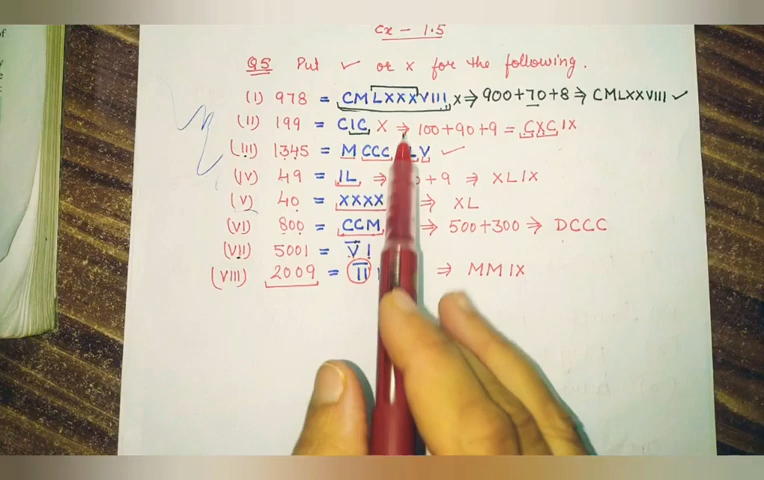 Ex - 1.5
Q5 Put ✓ or x for the following.
(I) 978 = CMLXXXVIII x ⇒ 900+70+8 ⇒ CMLXXVIII ✓
(II) 199 = CIC X ⇒ 100+90+9 = CXCIX
(III) 1345 = MCCC LV ✓
(IV) 49 = IL ⇒ +9 ⇒ XLIX
(V) 40 = XXXX ⇒ XL
(VI) 800 = CCM ⇒ 500+300 ⇒ DCCC
(VII) 5001 = V̅I
(VIII) 2009 = I̅I̅ ⇒ MMIX